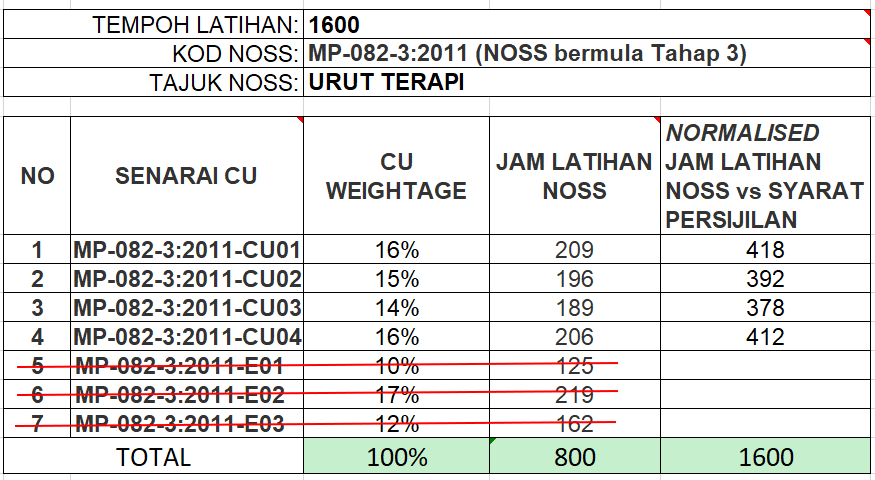 TEMPOH LATIHAN: 1600
KOD NOSS: MP-082-3:2011 (NOSS bermula Tahap 3)
TAJUK NOSS: URUT TERAPI
NO SENARAI CU CU WEIGHTAGE JAM LATIHAN NOSS NORMALISED JAM LATIHAN NOSS vs SYARAT PERSIJILAN
1 MP-082-3:2011-CU01 16% 209 418
2 MP-082-3:2011-CU02 15% 196 392
3 MP-082-3:2011-CU03 14% 189 378
4 MP-082-3:2011-CU04 16% 206 412
5 MP-082-3:2011-E01 10% 125
6 MP-082-3:2011-E02 17% 219
7 MP-082-3:2011-E03 12% 162
TOTAL 100% 800 1600